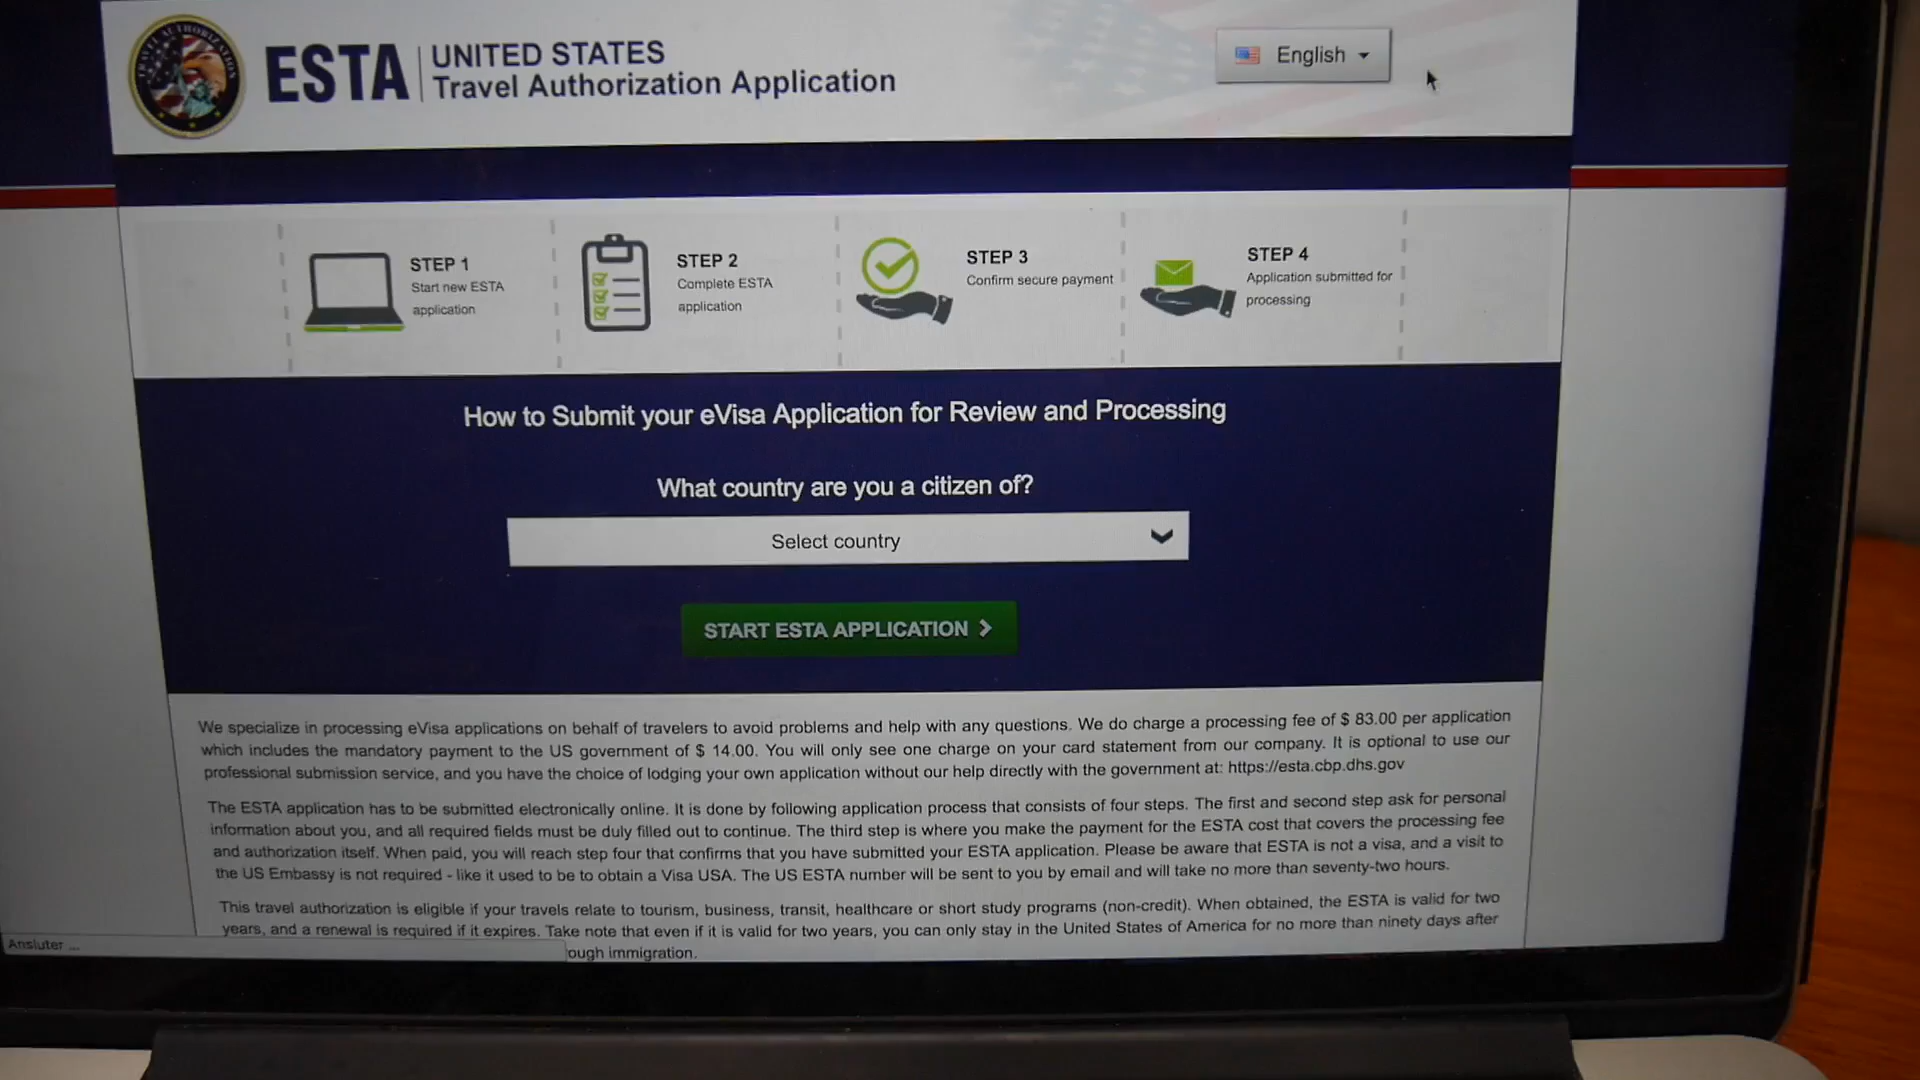 TRAVEL AUTHORIZATION
ESTA
UNITED STATES
Travel Authorization Application
English
STEP 1
Start new ESTA
application
STEP 2
Complete ESTA
application
STEP 3
Confirm secure payment
STEP 4
Application submitted for
processing
How to Submit your eVisa Application for Review and Processing
What country are you a citizen of?
Select country
START ESTA APPLICATION
We specialize in processing eVisa applications on behalf of travelers to avoid problems and help with any questions. We do charge a processing fee of $ 83.00 per application
which includes the mandatory payment to the US government of $ 14.00. You will only see one charge on your card statement from our company. It is optional to use our
professional submission service, and you have the choice of lodging your own application without our help directly with the government at: https://esta.cbp.dhs.gov
The ESTA application has to be submitted electronically online. It is done by following application process that consists of four steps. The first and second step ask for personal
information about you, and all required fields must be duly filled out to continue. The third step is where you make the payment for the ESTA cost that covers the processing fee
and authorization itself. When paid, you will reach step four that confirms that you have submitted your ESTA application. Please be aware that ESTA is not a visa, and a visit to
the US Embassy is not required - like it used to be to obtain a Visa USA. The US ESTA number will be sent to you by email and will take no more than seventy-two hours.
This travel authorization is eligible if your travels relate to tourism, business, transit, healthcare or short study programs (non-credit). When obtained, the ESTA is valid for two
years, and a renewal is required if it expires. Take note that even if it is valid for two years, you can only stay in the United States of America for no more than ninety days after
Ansluter ...
ough immigration.